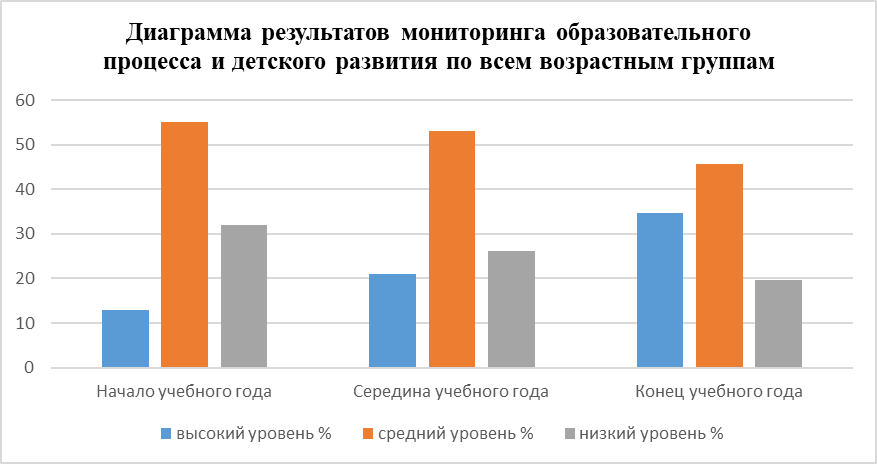 Диаграмма результатов мониторинга образовательного
процесса и детского развития по всем возрастным группам
60
50
40
30
20
10
0
Начало учебного года
Середина учебного года
Конец учебного года
высокий уровень %
средний уровень %
низкий уровень %